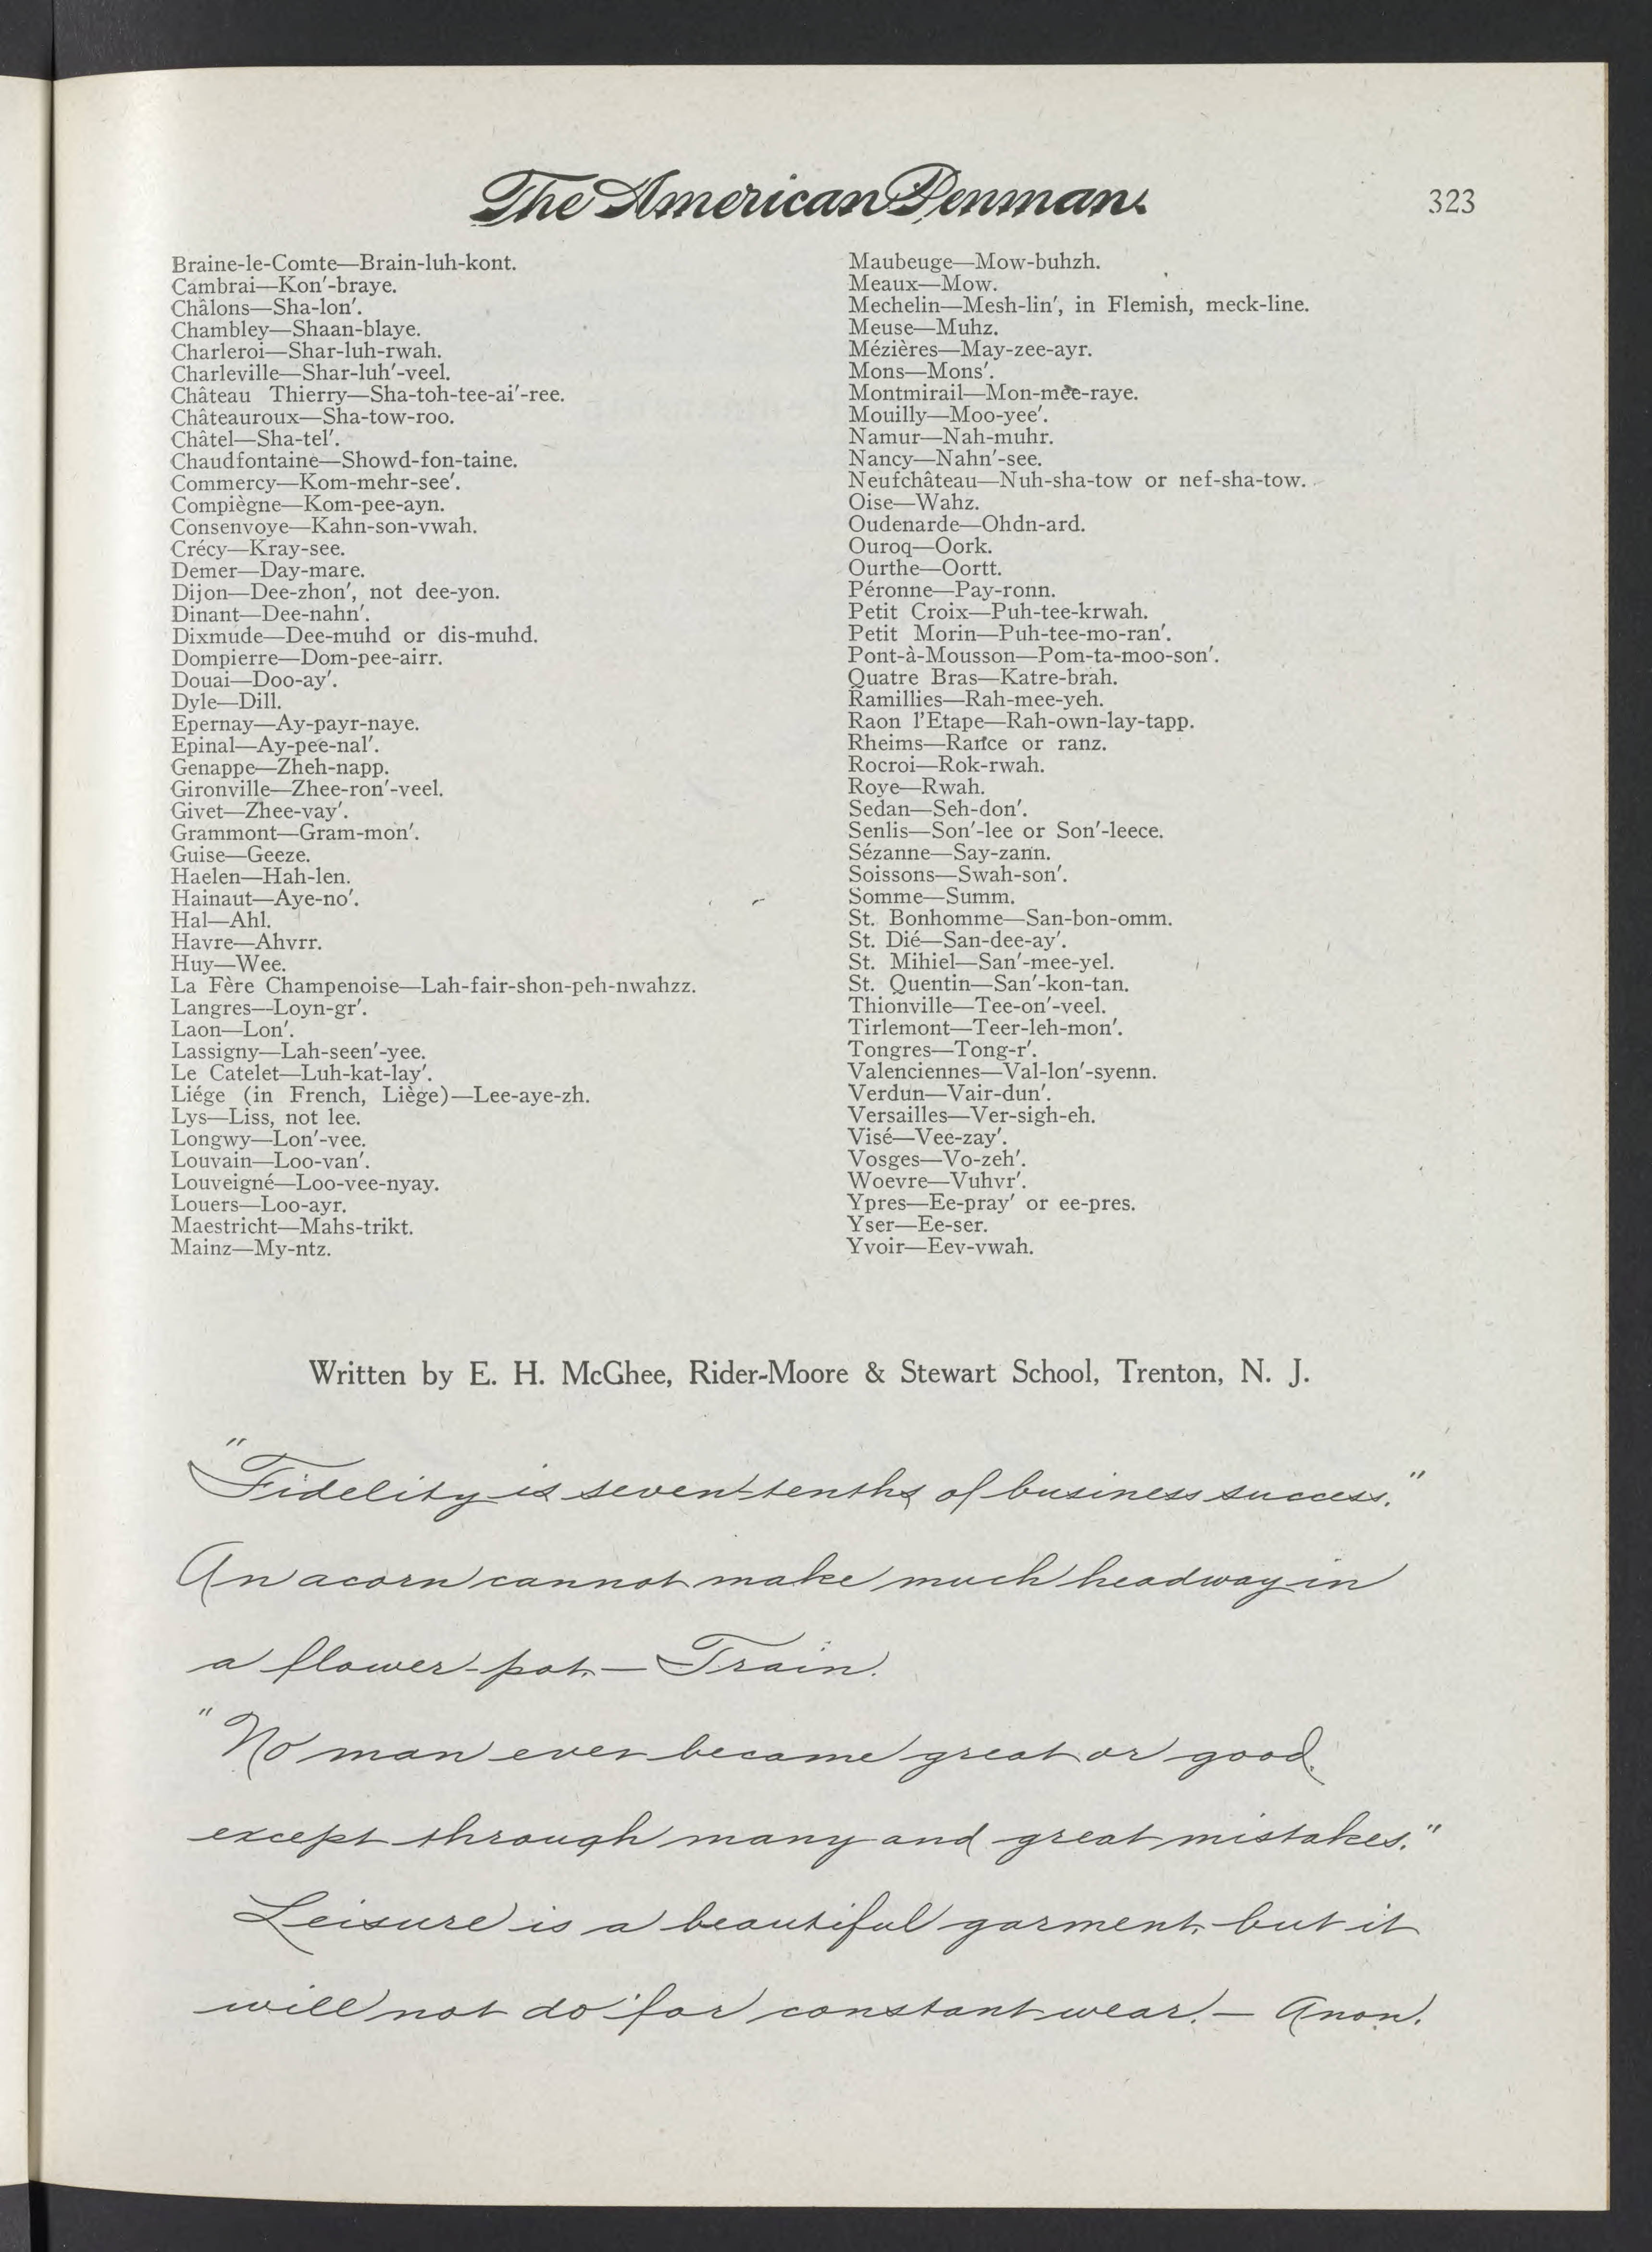 The American Penman
323
Braine-le-Comte—Brain-luh-kont.
Cambrai—Kon′-braye.
Châlons—Sha-lon′.
Chambley—Shaan-blaye.
Charleroi—Shar-luh-rwah.
Charleville—Shar-luh′-veel.
Château Thierry—Sha-toh-tee-ai′-ree.
Châteauroux—Sha-tow-roo.
Châtel—Sha-tel′.
Chaudfontaine—Showd-fon-taine.
Commercy—Kom-mehr-see′.
Compiègne—Kom-pee-ayn.
Consenvoye—Kahn-son-vwah.
Crécy—Kray-see.
Demer—Day-mare.
Dijon—Dee-zhon′, not dee-yon.
Dinant—Dee-nahn′.
Dixmude—Dee-muhd or dis-muhd.
Dompierre—Dom-pee-airr.
Douai—Doo-ay′.
Dyle—Dill.
Epernay—Ay-payr-naye.
Epinal—Ay-pee-nal′.
Genappe—Zheh-napp.
Gironville—Zhee-ron′-veel.
Givet—Zhee-vay′.
Grammont—Gram-mon′.
Guise—Geeze.
Haelen—Hah-len.
Hainaut—Aye-no′.
Hal—Ahl.
Havre—Ahvrr.
Huy—Wee.
La Fère Champenoise—Lah-fair-shon-peh-nwahzz.
Langres—Loyn-gr′.
Laon—Lon′.
Lassigny—Lah-seen′-yee.
Le Catelet—Luh-kat-lay′.
Liége (in French, Liège)—Lee-aye-zh.
Lys—Liss, not lee.
Longwy—Lon′-vee.
Louvain—Loo-van′.
Louveigné—Loo-vee-nyay.
Louers—Loo-ayr.
Maestricht—Mahs-trikt.
Mainz—My-ntz.
Maubeuge—Mow-buhzh.
Meaux—Mow.
Mechelin—Mesh-lin′, in Flemish, meck-line.
Meuse—Muhz.
Mézières—May-zee-ayr.
Mons—Mons′.
Montmirail—Mon-mee-raye.
Mouilly—Moo-yee′.
Namur—Nah-muhr.
Nancy—Nahn′-see.
Neufchâteau—Nuh-sha-tow or nef-sha-tow.
Oise—Wahz.
Oudenarde—Ohdn-ard.
Ouroq—Oork.
Ourthe—Oortt.
Péronne—Pay-ronn.
Petit Croix—Puh-tee-krwah.
Petit Morin—Puh-tee-mo-ran′.
Pont-à-Mousson—Pom-ta-moo-son′.
Quatre Bras—Katre-brah.
Ramillies—Rah-mee-yeh.
Raon l'Etape—Rah-own-lay-tapp.
Rheims—Rance or ranz.
Rocroi—Rok-rwah.
Roye—Rwah.
Sedan—Seh-don′.
Senlis—Son′-lee or Son′-leece.
Sézanne—Say-zann.
Soissons—Swah-son′.
Somme—Summ.
St. Bonhomme—San-bon-omm.
St. Dié—San-dee-ay′.
St. Mihiel—San′-mee-yel.
St. Quentin—San′-kon-tan.
Thionville—Tee-on′-veel.
Tirlemont—Teer-leh-mon′.
Tongres—Tong-r′.
Valenciennes—Val-lon′-syenn.
Verdun—Vair-dun′.
Versailles—Ver-sigh-eh.
Visé—Vee-zay′.
Vosges—Vo-zeh′.
Woevre—Vuhvr′.
Ypres—Ee-pray′ or ee-pres.
Yser—Ee-ser.
Yvoir—Eev-vwah.
Written by E. H. McGhee, Rider-Moore & Stewart School, Trenton, N. J.
"Fidelity is seven-tenths of business success."
An acorn cannot make much headway in
a flower-pot.—Train.
"No man ever became great or good
except through many and great mistakes."
Leisure is a beautiful garment, but it
will not do for constant wear.—Anon.